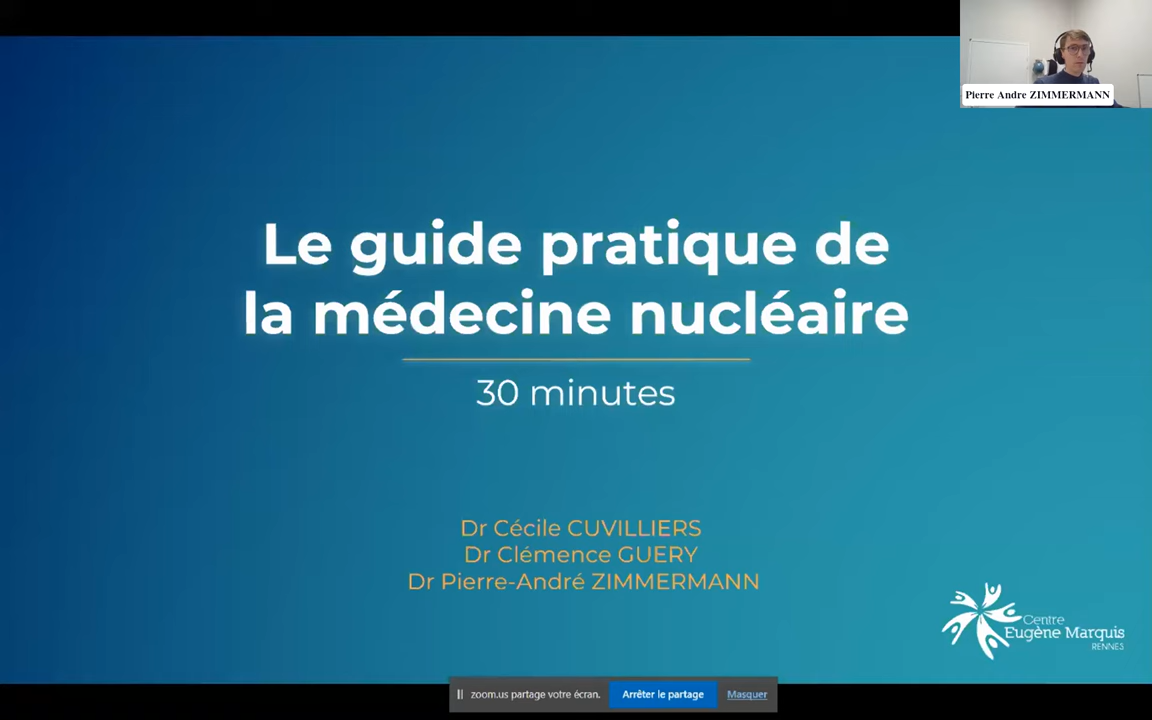 Pierre Andre ZIMMERMANN
Le guide pratique de
la médecine nucléaire
30 minutes
Dr Cécile CUVILLIERS
Dr Clémence GUERY
Dr Pierre-André ZIMMERMANN
Centre
Eugène Marquis
RENNES
zoom.us partage votre écran.
Arrêter le partage
Masquer